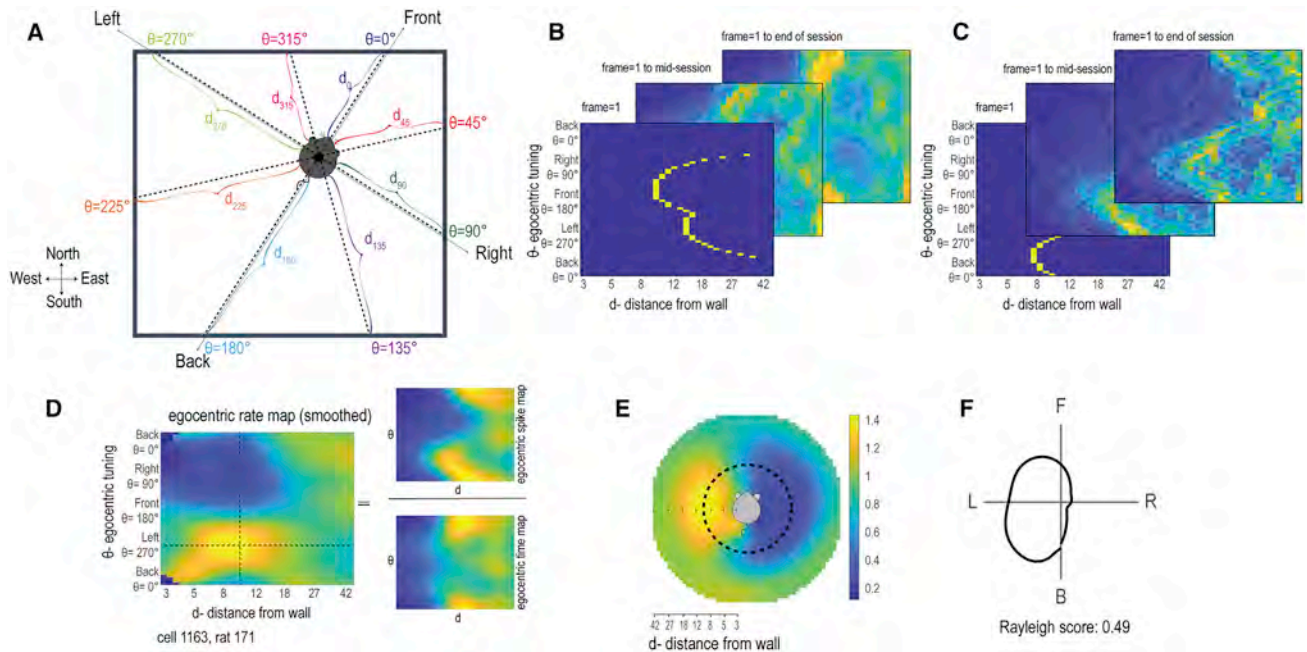 A
Left
Front
θ=270°
θ=315°
θ=0°
d0
d315
d45
θ=45°
d270
d90
θ=225°
d225
θ=90°
d135
Right
d180
North
West East
South
Back
θ=180°
θ=135°
B
frame=1 to end of session
frame=1 to mid-session
frame=1
θ- egocentric tuning
Back
θ= 0°
Right
θ= 90°
Front
θ= 180°
Left
θ= 270°
Back
θ= 0°
3 5 8 12 18 27 42
d- distance from wall
C
frame=1 to end of session
frame=1 to mid-session
frame=1
θ- egocentric tuning
Back
θ= 0°
Right
θ= 90°
Front
θ= 180°
Left
θ= 270°
Back
θ= 0°
3 5 8 12 18 27 42
d- distance from wall
D
egocentric rate map (smoothed)
θ- egocentric tuning
Back
θ= 0°
Right
θ= 90°
Front
θ= 180°
Left
θ= 270°
Back
θ= 0°
3 5 8 12 18 27 42
d- distance from wall
cell 1163, rat 171
=
θ
egocentric spike map
d
θ
egocentric time map
d
E
1.4
1.2
1
0.8
0.6
0.4
0.2
42 27 18 12 8 5 3
d- distance from wall
F
F
L
R
B
Rayleigh score: 0.49